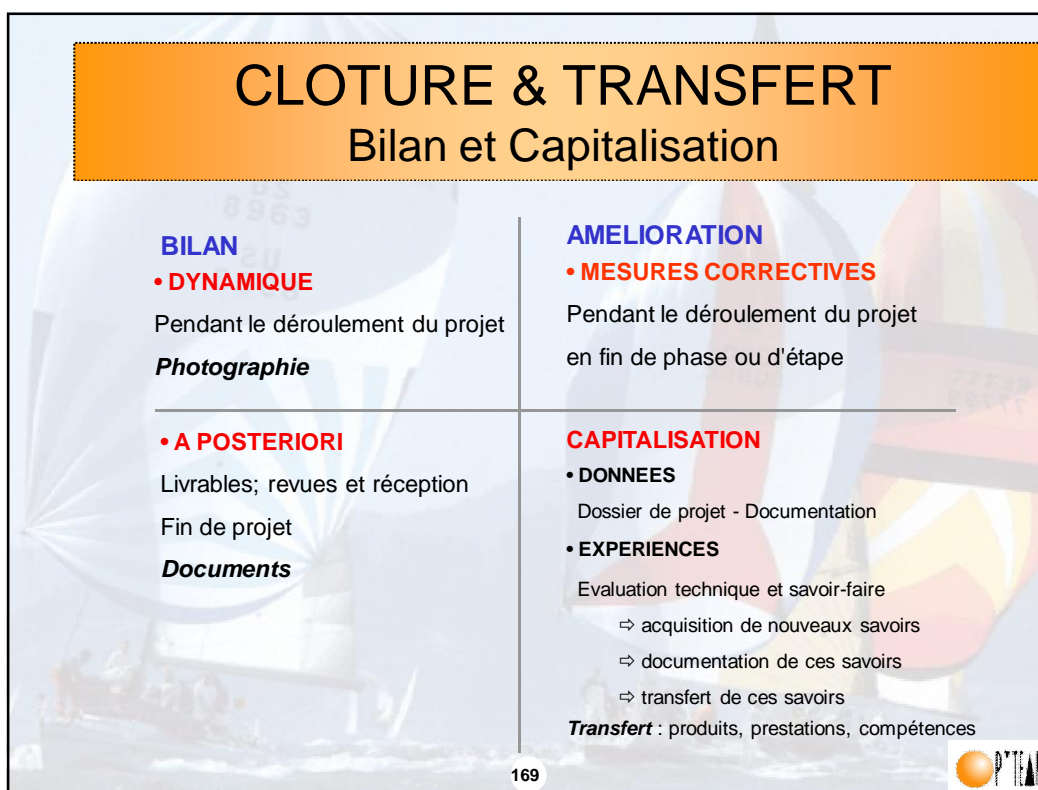 CLOTURE & TRANSFERT
Bilan et Capitalisation
BILAN
• DYNAMIQUE
Pendant le déroulement du projet
Photographie
AMELIORATION
• MESURES CORRECTIVES
Pendant le déroulement du projet
en fin de phase ou d'étape
• A POSTERIORI
Livrables; revues et réception
Fin de projet
Documents
CAPITALISATION
• DONNEES
Dossier de projet - Documentation
• EXPERIENCES
Evaluation technique et savoir-faire
⇨ acquisition de nouveaux savoirs
⇨ documentation de ces savoirs
⇨ transfert de ces savoirs
Transfert : produits, prestations, compétences
169
8963